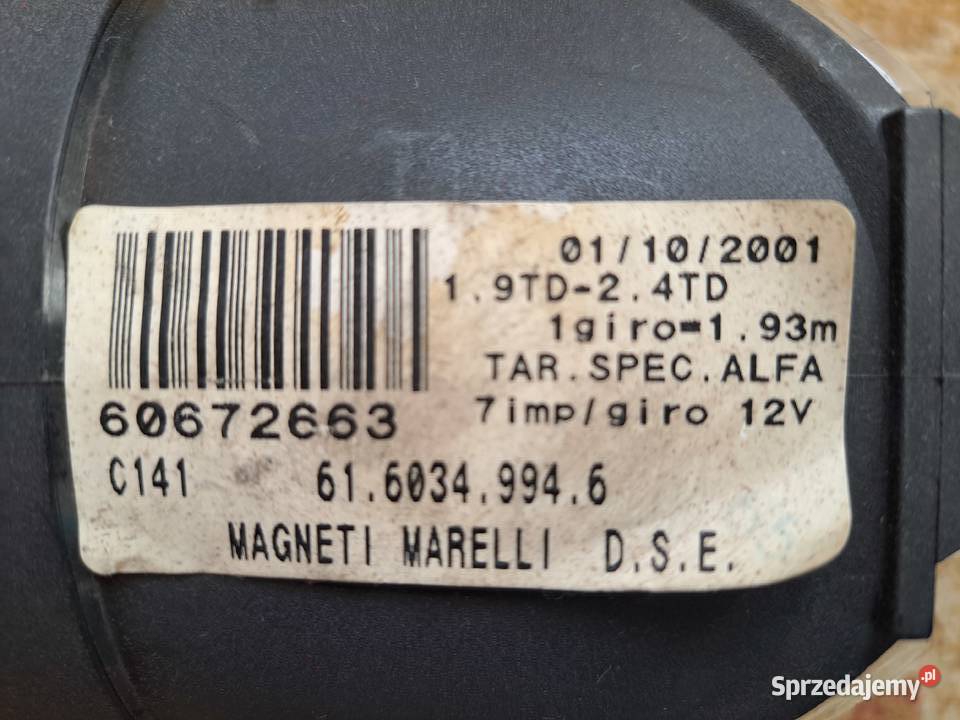 01/10/2001
1.9TD-2.4TD
1giro=1.93m
TAR.SPEC.ALFA
60672663 7imp/giro 12V
C141 61.6034.994.6
MAGNETI MARELLI D.S.E.
Sprzedajemy.pl